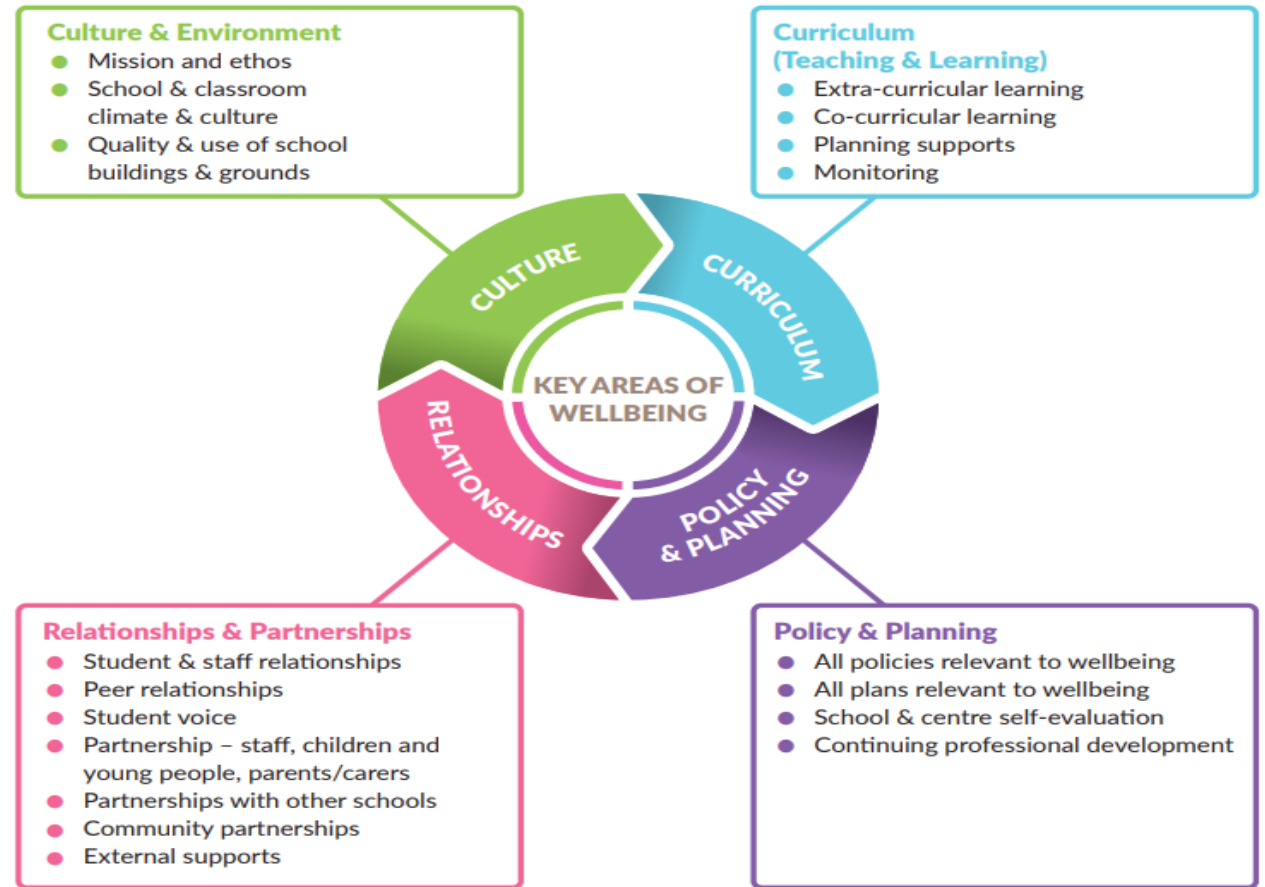 Culture & Environment
● Mission and ethos
● School & classroom
climate & culture
● Quality & use of school
buildings & grounds
Curriculum
(Teaching & Learning)
● Extra-curricular learning
● Co-curricular learning
● Planning supports
● Monitoring
CULTURE
CURRICULUM
KEY AREAS OF
WELLBEING
RELATIONSHIPS
POLICY
& PLANNING
Relationships & Partnerships
● Student & staff relationships
● Peer relationships
● Student voice
● Partnership – staff, children and
young people, parents/carers
● Partnerships with other schools
● Community partnerships
● External supports
Policy & Planning
● All policies relevant to wellbeing
● All plans relevant to wellbeing
● School & centre self-evaluation
● Continuing professional development